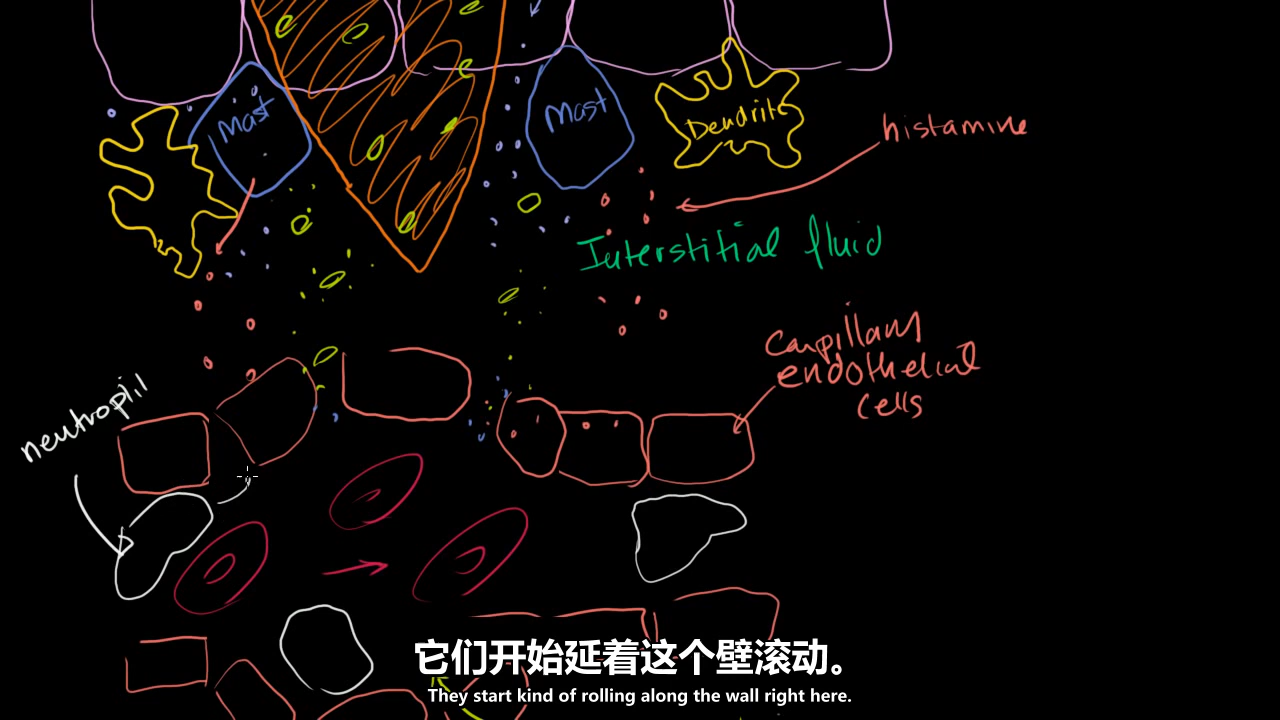 Mast
Mast
Dendrite
histamine
Interstitial fluid
Capillary
endothelial
cells
neutrophil
它们开始延着这个壁滚动。
They start kind of rolling along the wall right here.